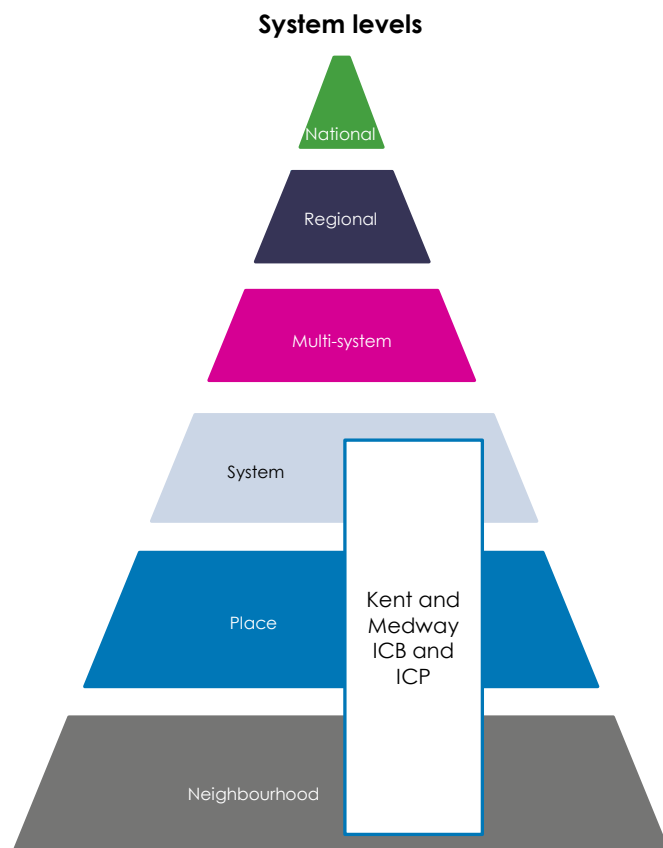 System levels
National
Regional
Multi-system
System
Kent and
Medway
ICB and
ICP
Place
Neighbourhood